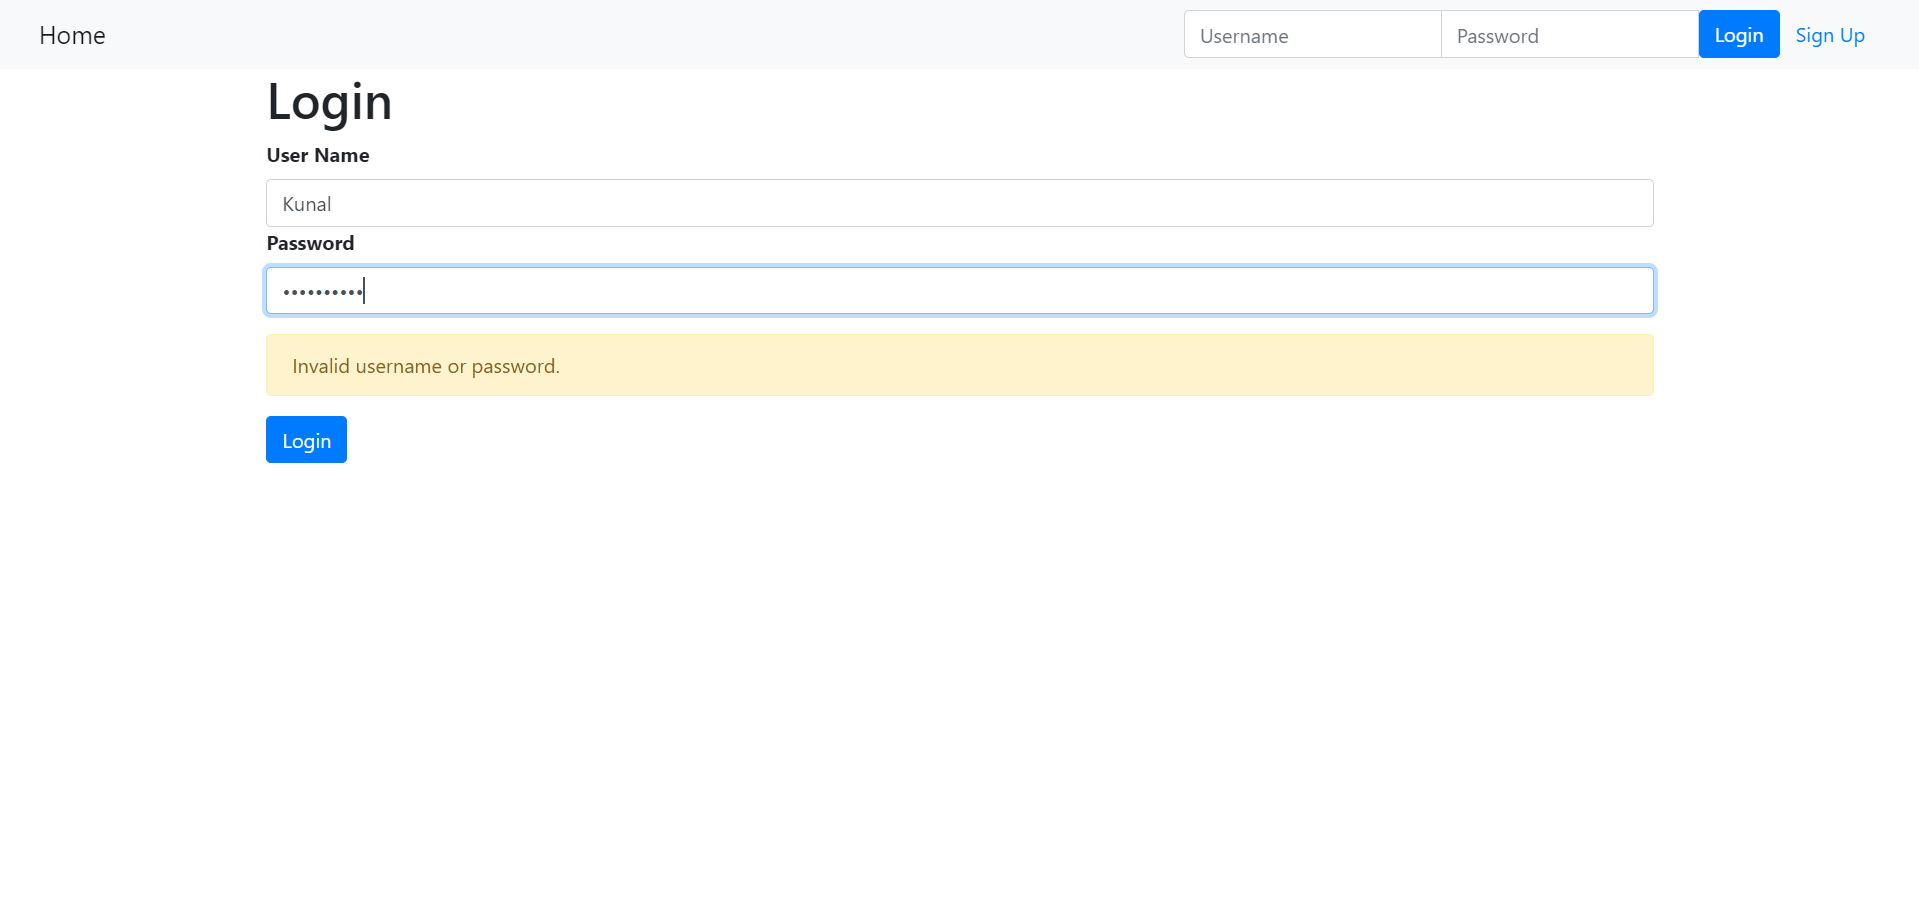 Home Username Password Login Sign Up
Login
User Name
Kunal
Password
••••••••••
Invalid username or password.
Login